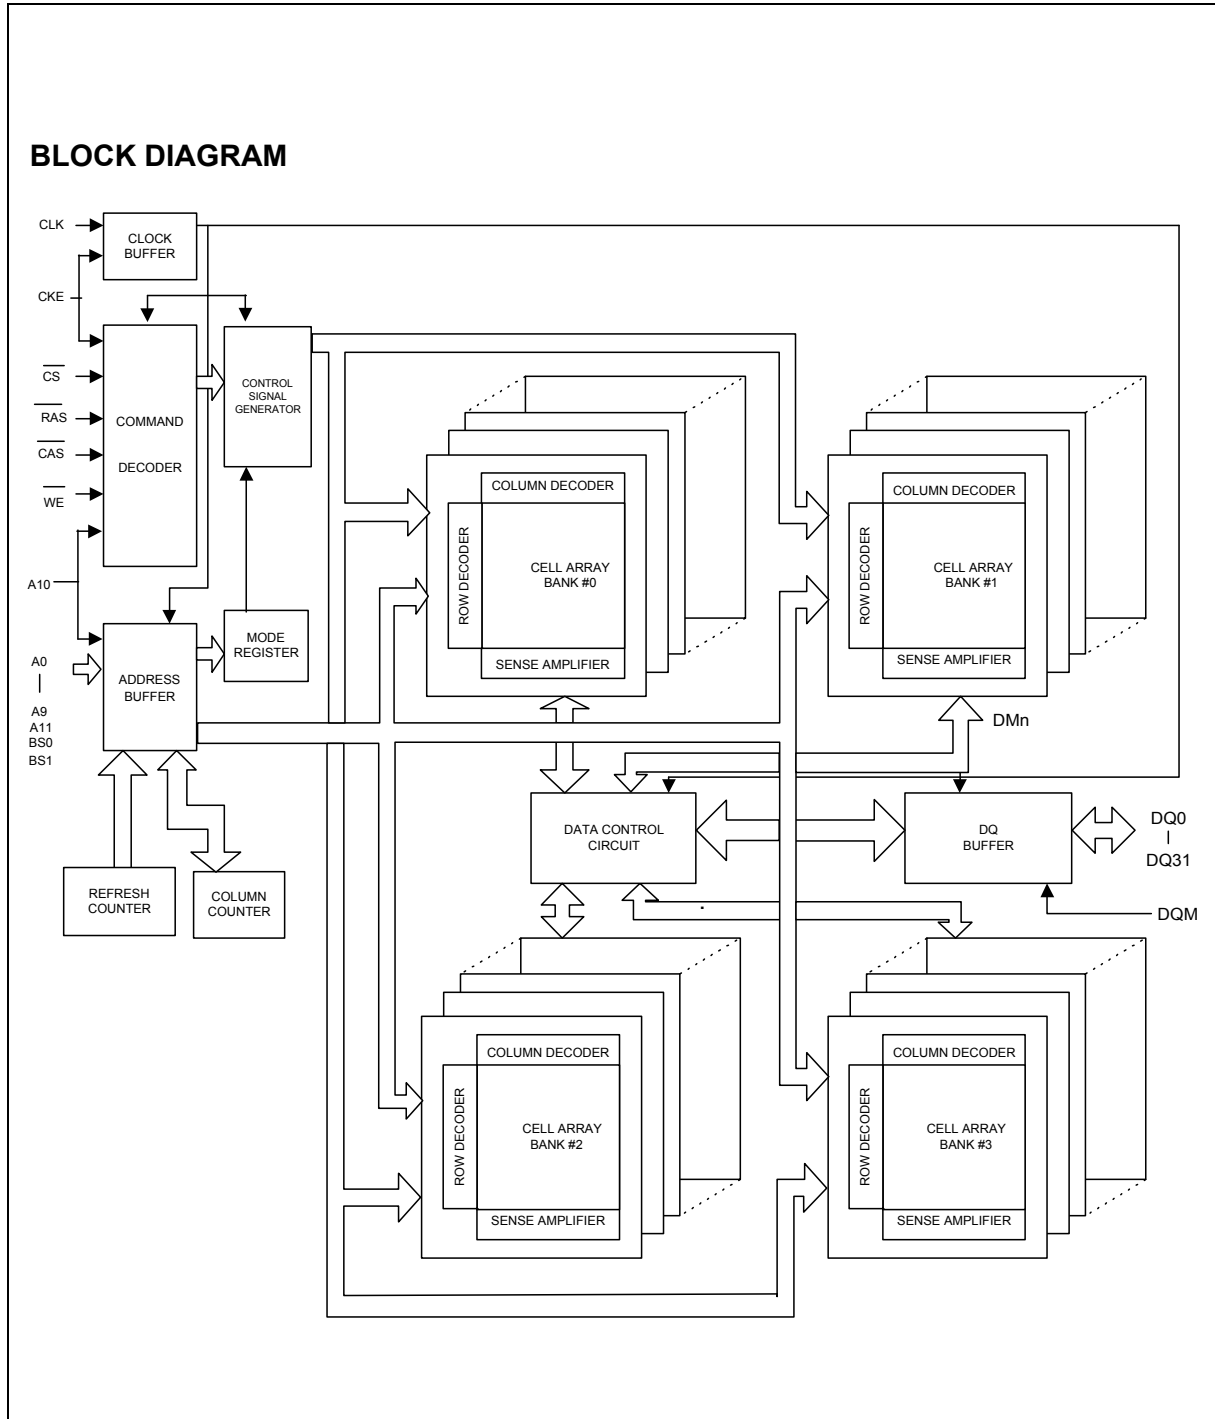 BLOCK DIAGRAM
CLK
CLOCK
BUFFER
CKE
CS
RAS
CAS
WE
COMMAND
DECODER
CONTROL
SIGNAL
GENERATOR
A10
A0
A9
A11
BS0
BS1
ADDRESS
BUFFER
MODE
REGISTER
REFRESH
COUNTER
COLUMN
COUNTER
COLUMN DECODER
ROW DECODER
CELL ARRAY
BANK #0
SENSE AMPLIFIER
COLUMN DECODER
ROW DECODER
CELL ARRAY
BANK #1
SENSE AMPLIFIER
DMn
DATA CONTROL
CIRCUIT
DQ
BUFFER
DQ0
DQ31
DQM
COLUMN DECODER
ROW DECODER
CELL ARRAY
BANK #2
SENSE AMPLIFIER
COLUMN DECODER
ROW DECODER
CELL ARRAY
BANK #3
SENSE AMPLIFIER